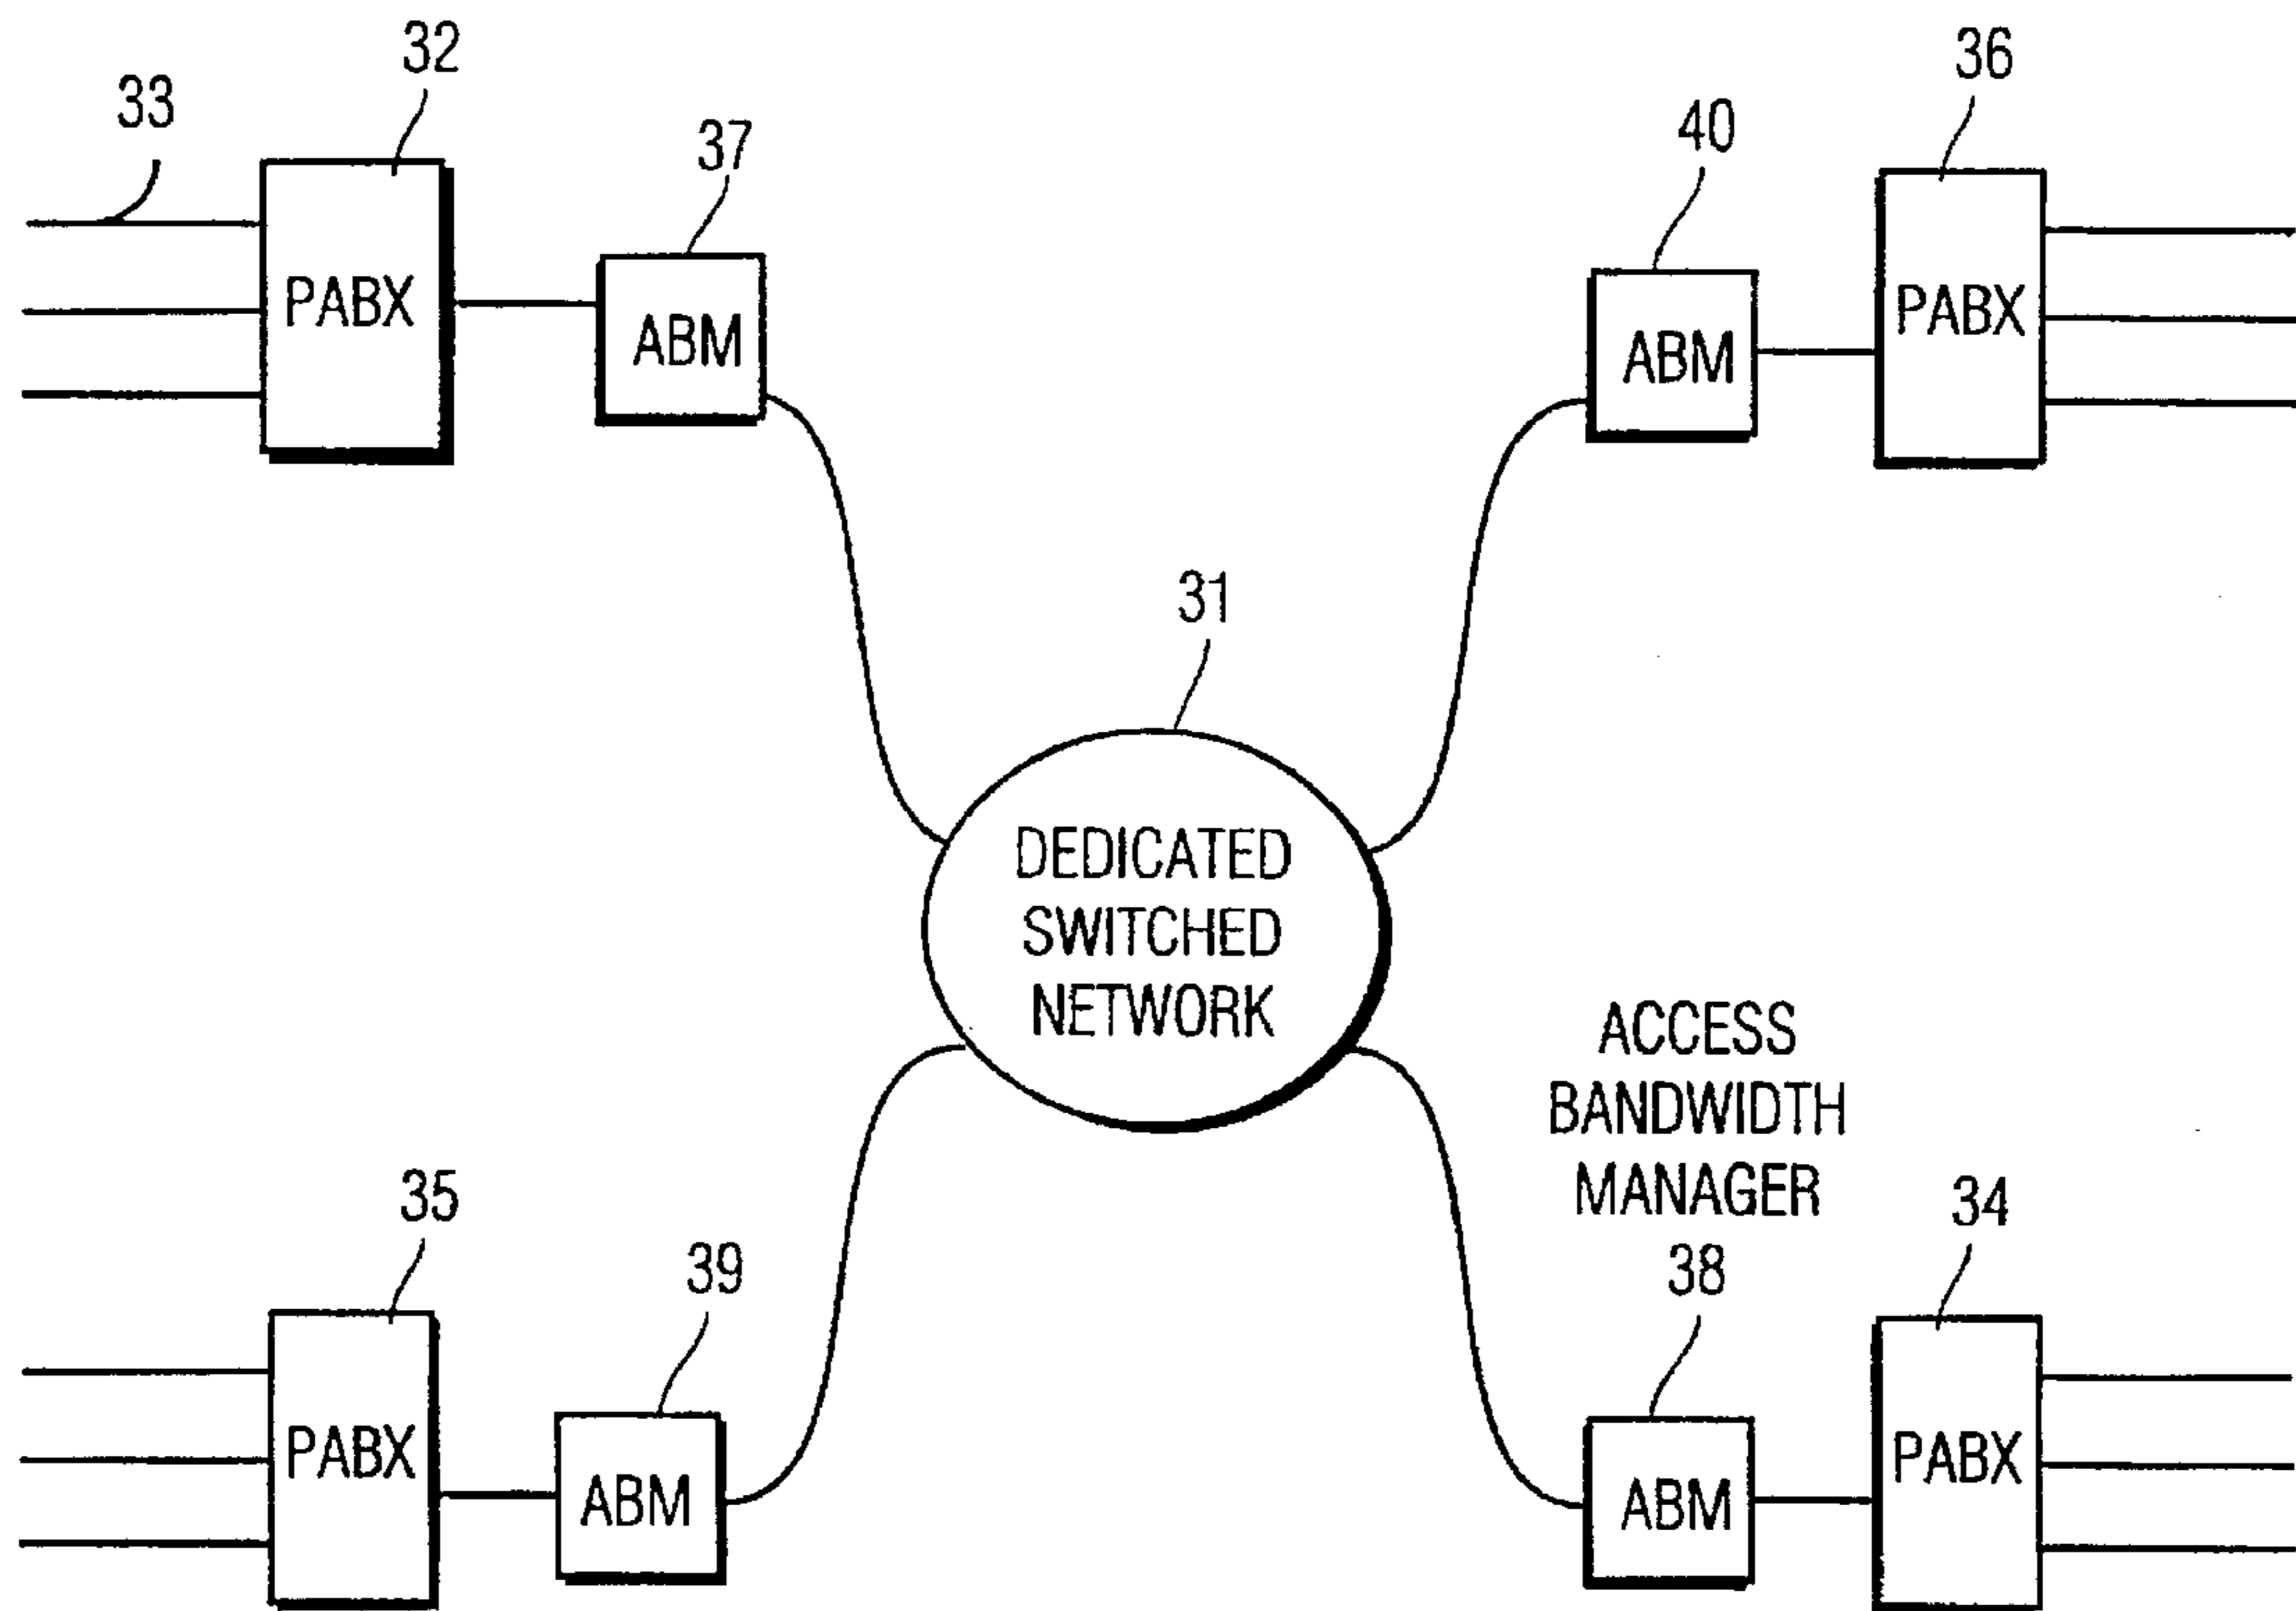 32
33
36
37
40
PABX
ABM
PABX
ABM
31
DEDICATED
SWITCHED
NETWORK
ACCESS
BANDWIDTH
MANAGER
35
34
39
38
PABX
ABM
PABX
ABM